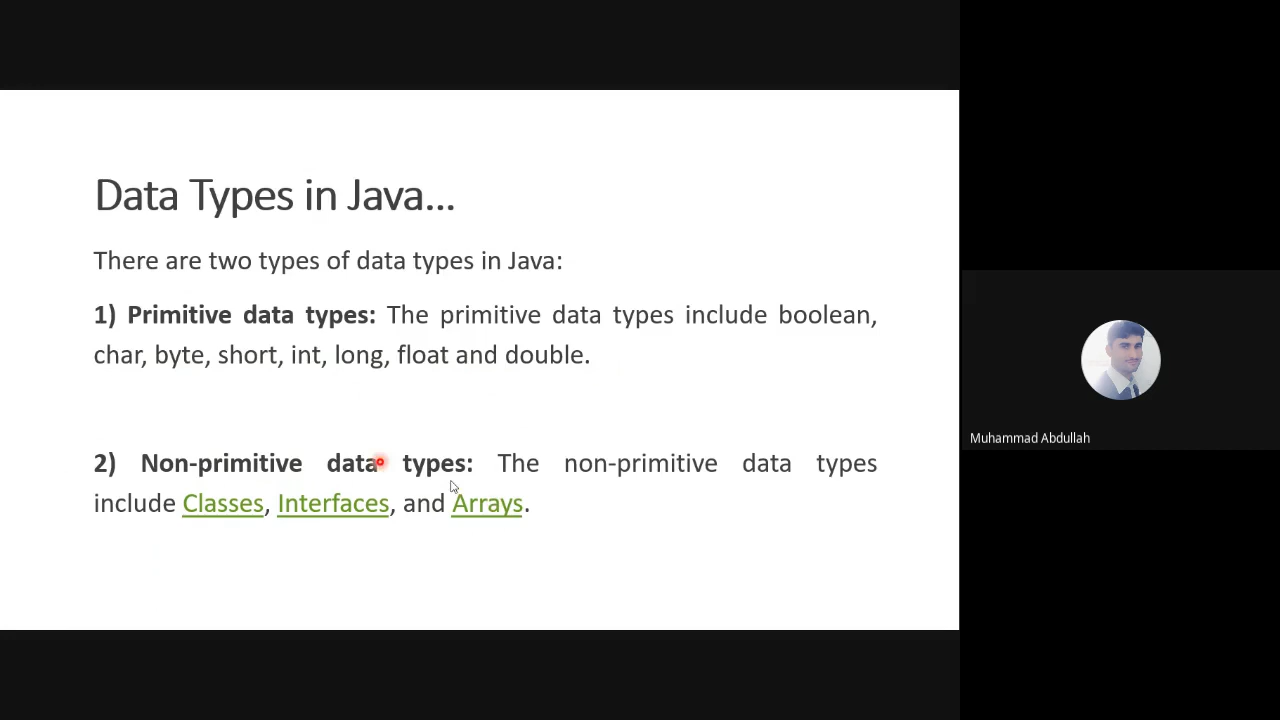 Data Types in Java...
There are two types of data types in Java:
1) Primitive data types: The primitive data types include boolean,
char, byte, short, int, long, float and double.
2) Non-primitive data types: The non-primitive data types
include Classes, Interfaces, and Arrays.
Muhammad Abdullah